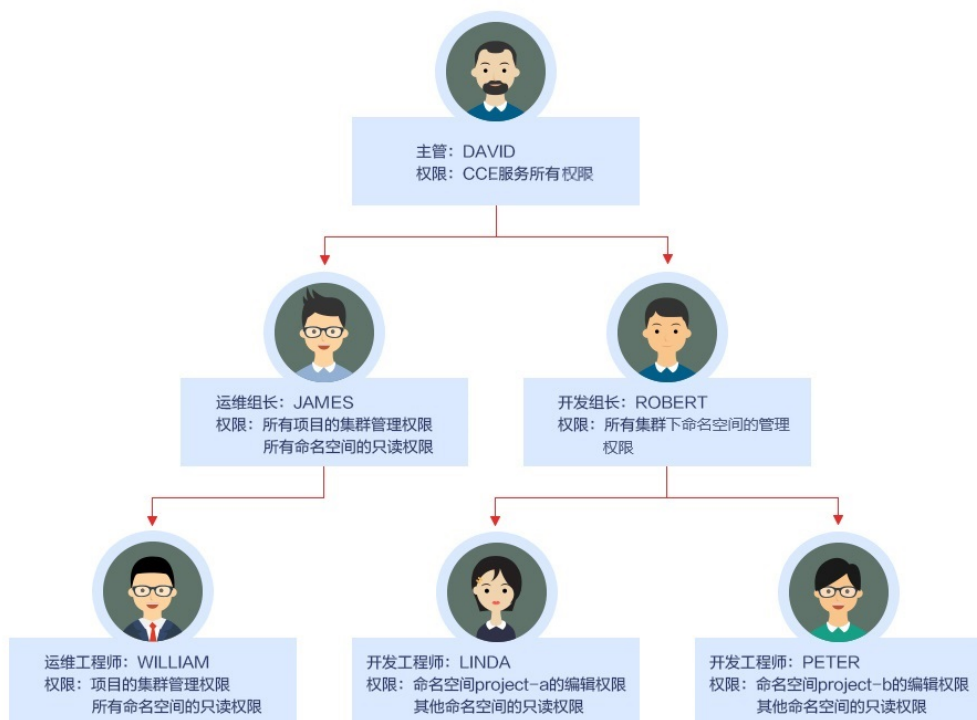 主管：DAVID
权限：CCE服务所有权限
运维组长：JAMES
权限：所有项目的集群管理权限
所有命名空间的只读权限
开发组长：ROBERT
权限：所有集群下命名空间的管理
权限
运维工程师：WILLIAM
权限：项目的集群管理权限
所有命名空间的只读权限
开发工程师：LINDA
权限：命名空间project-a的编辑权限
其他命名空间的只读权限
开发工程师：PETER
权限：命名空间project-b的编辑权限
其他命名空间的只读权限